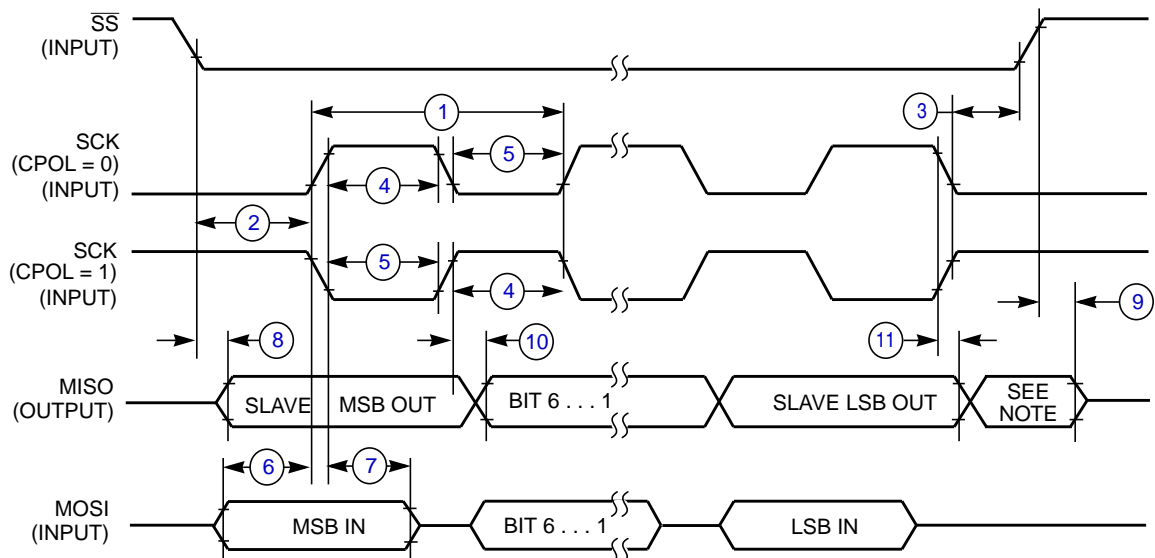 SS
(INPUT)
1
3
SCK
(CPOL = 0)
(INPUT)
5
4
2
SCK
(CPOL = 1)
(INPUT)
5
4
9
8
10
11
MISO
(OUTPUT)
SLAVE MSB OUT
BIT 6 . . . 1
SLAVE LSB OUT
SEE
NOTE
6
7
MOSI
(INPUT)
MSB IN
BIT 6 . . . 1
LSB IN